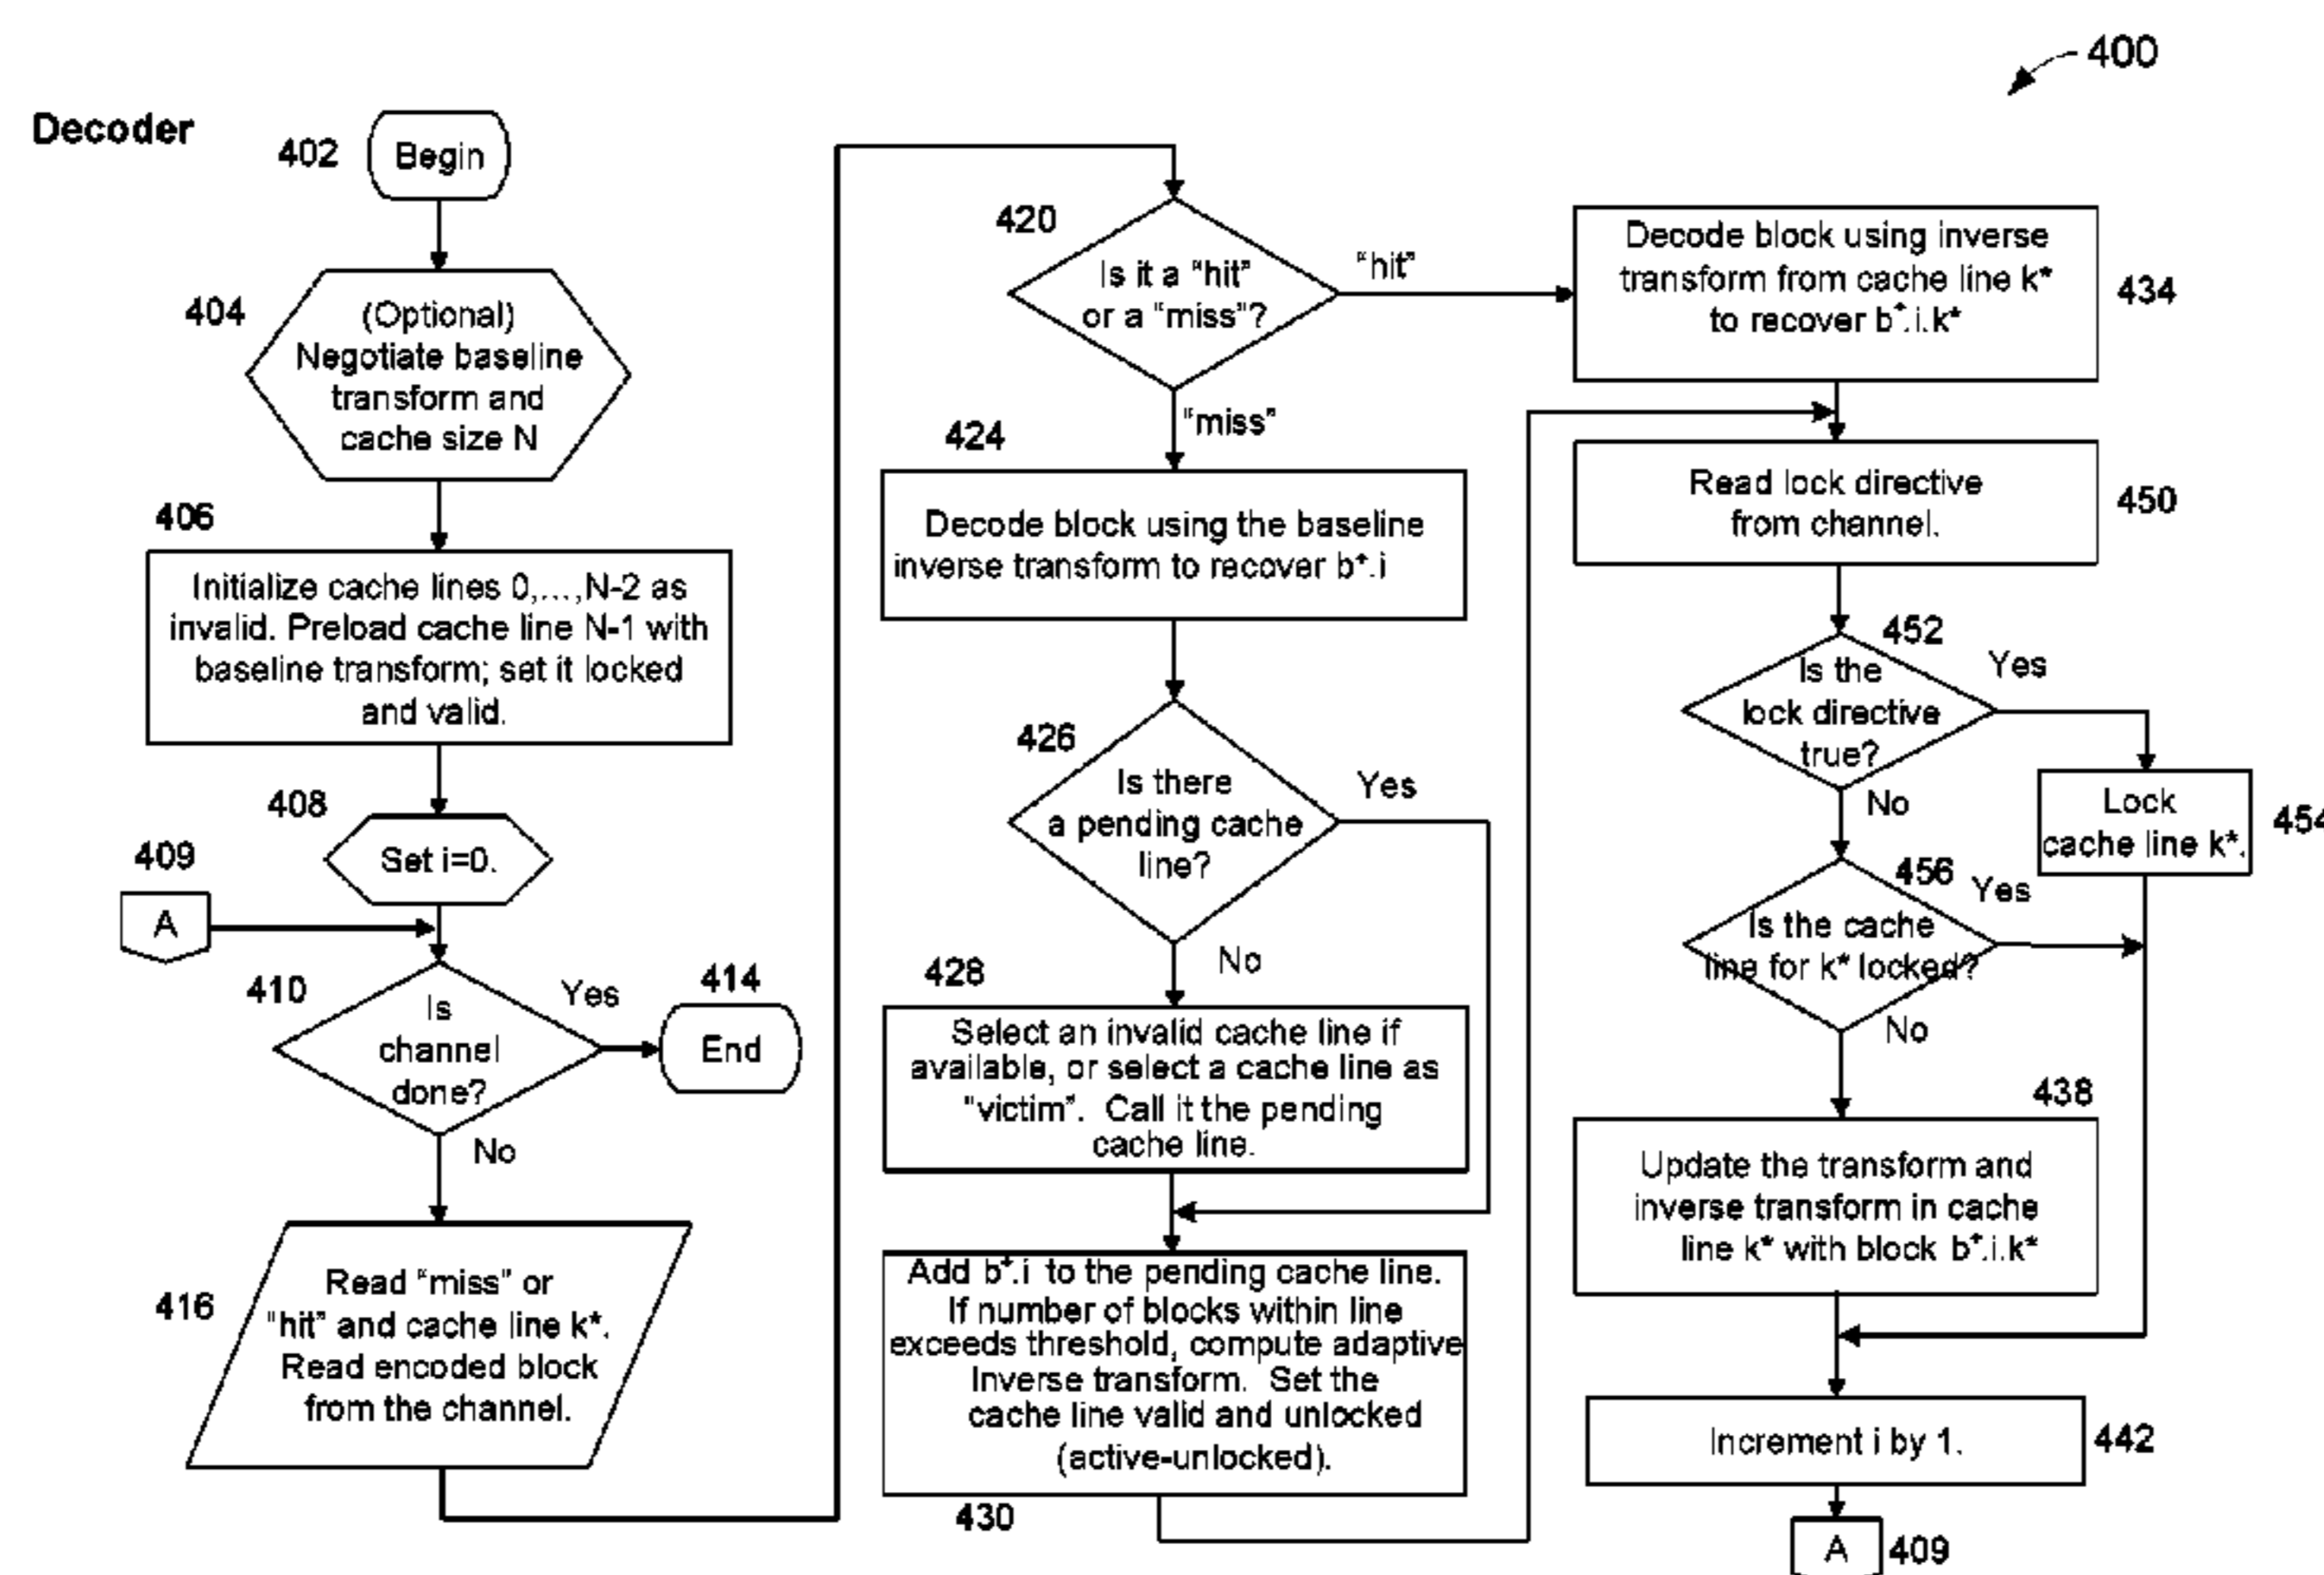 400
Decoder
402
Begin
404
(Optional)
Negotiate baseline
transform and
cache size N
406
Initialize cache lines 0,...,N-2 as
invalid. Preload cache line N-1 with
baseline transform; set it locked
and valid.
408
Set i=0.
409
A
410
Is
channel
done?
Yes
414
End
No
416
Read "miss" or
"hit" and cache line k*.
Read encoded block
from the channel.
420
Is it a "hit"
or a "miss"?
"hit"
"miss"
424
Decode block using the baseline
inverse transform to recover b*.i
426
Is there
a pending cache
line?
Yes
No
428
Select an invalid cache line if
available, or select a cache line as
"victim". Call it the pending
cache line.
Add b*.i to the pending cache line.
If number of blocks within line
exceeds threshold, compute adaptive
Inverse transform. Set the
cache line valid and unlocked
(active-unlocked).
430
Decode block using inverse
transform from cache line k*
to recover b*.i.k*
434
Read lock directive
from channel.
450
452
Is the
lock directive
true?
Yes
No
Lock
cache line k*.
454
456
Is the cache
line for k* locked?
Yes
No
438
Update the transform and
inverse transform in cache
line k* with block b*.i.k*
Increment i by 1.
442
A
409